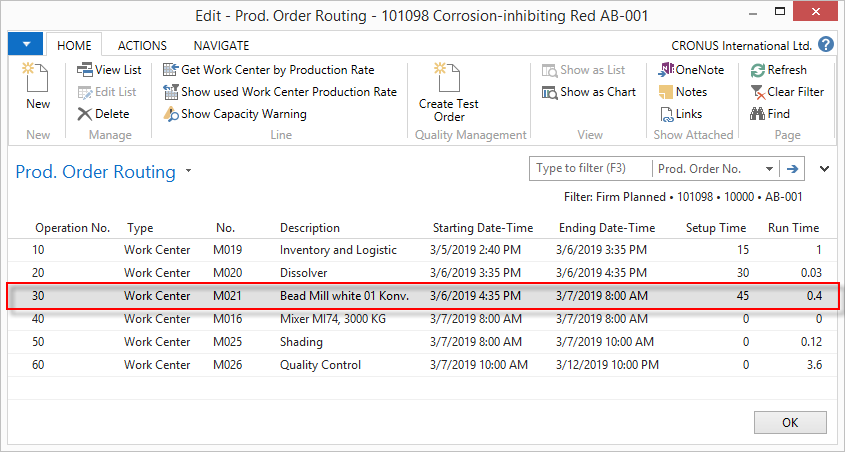 Edit - Prod. Order Routing - 101098 Corrosion-inhibiting Red AB-001
HOME ACTIONS NAVIGATE CRONUS International Ltd. ?
New
View List
Edit List
Delete
Get Work Center by Production Rate
Show used Work Center Production Rate
Show Capacity Warning
Create Test Order
Show as List
Show as Chart
OneNote
Notes
Links
Refresh
Clear Filter
Find
New Manage Line Quality Management View Show Attached Page
Prod. Order Routing Type to filter (F3) Prod. Order No.
Filter: Firm Planned • 101098 • 10000 • AB-001
Operation No. Type No. Description Starting Date-Time Ending Date-Time Setup Time Run Time
10 Work Center M019 Inventory and Logistic 3/5/2019 2:40 PM 3/6/2019 3:35 PM 15 1
20 Work Center M020 Dissolver 3/6/2019 3:35 PM 3/6/2019 4:35 PM 30 0.03
30 Work Center M021 Bead Mill white 01 Konv. 3/6/2019 4:35 PM 3/7/2019 8:00 AM 45 0.4
40 Work Center M016 Mixer MI74, 3000 KG 3/7/2019 8:00 AM 3/7/2019 8:00 AM 0 0
50 Work Center M025 Shading 3/7/2019 8:00 AM 3/7/2019 10:00 AM 0 0.12
60 Work Center M026 Quality Control 3/7/2019 10:00 AM 3/12/2019 10:00 PM 0 3.6
OK